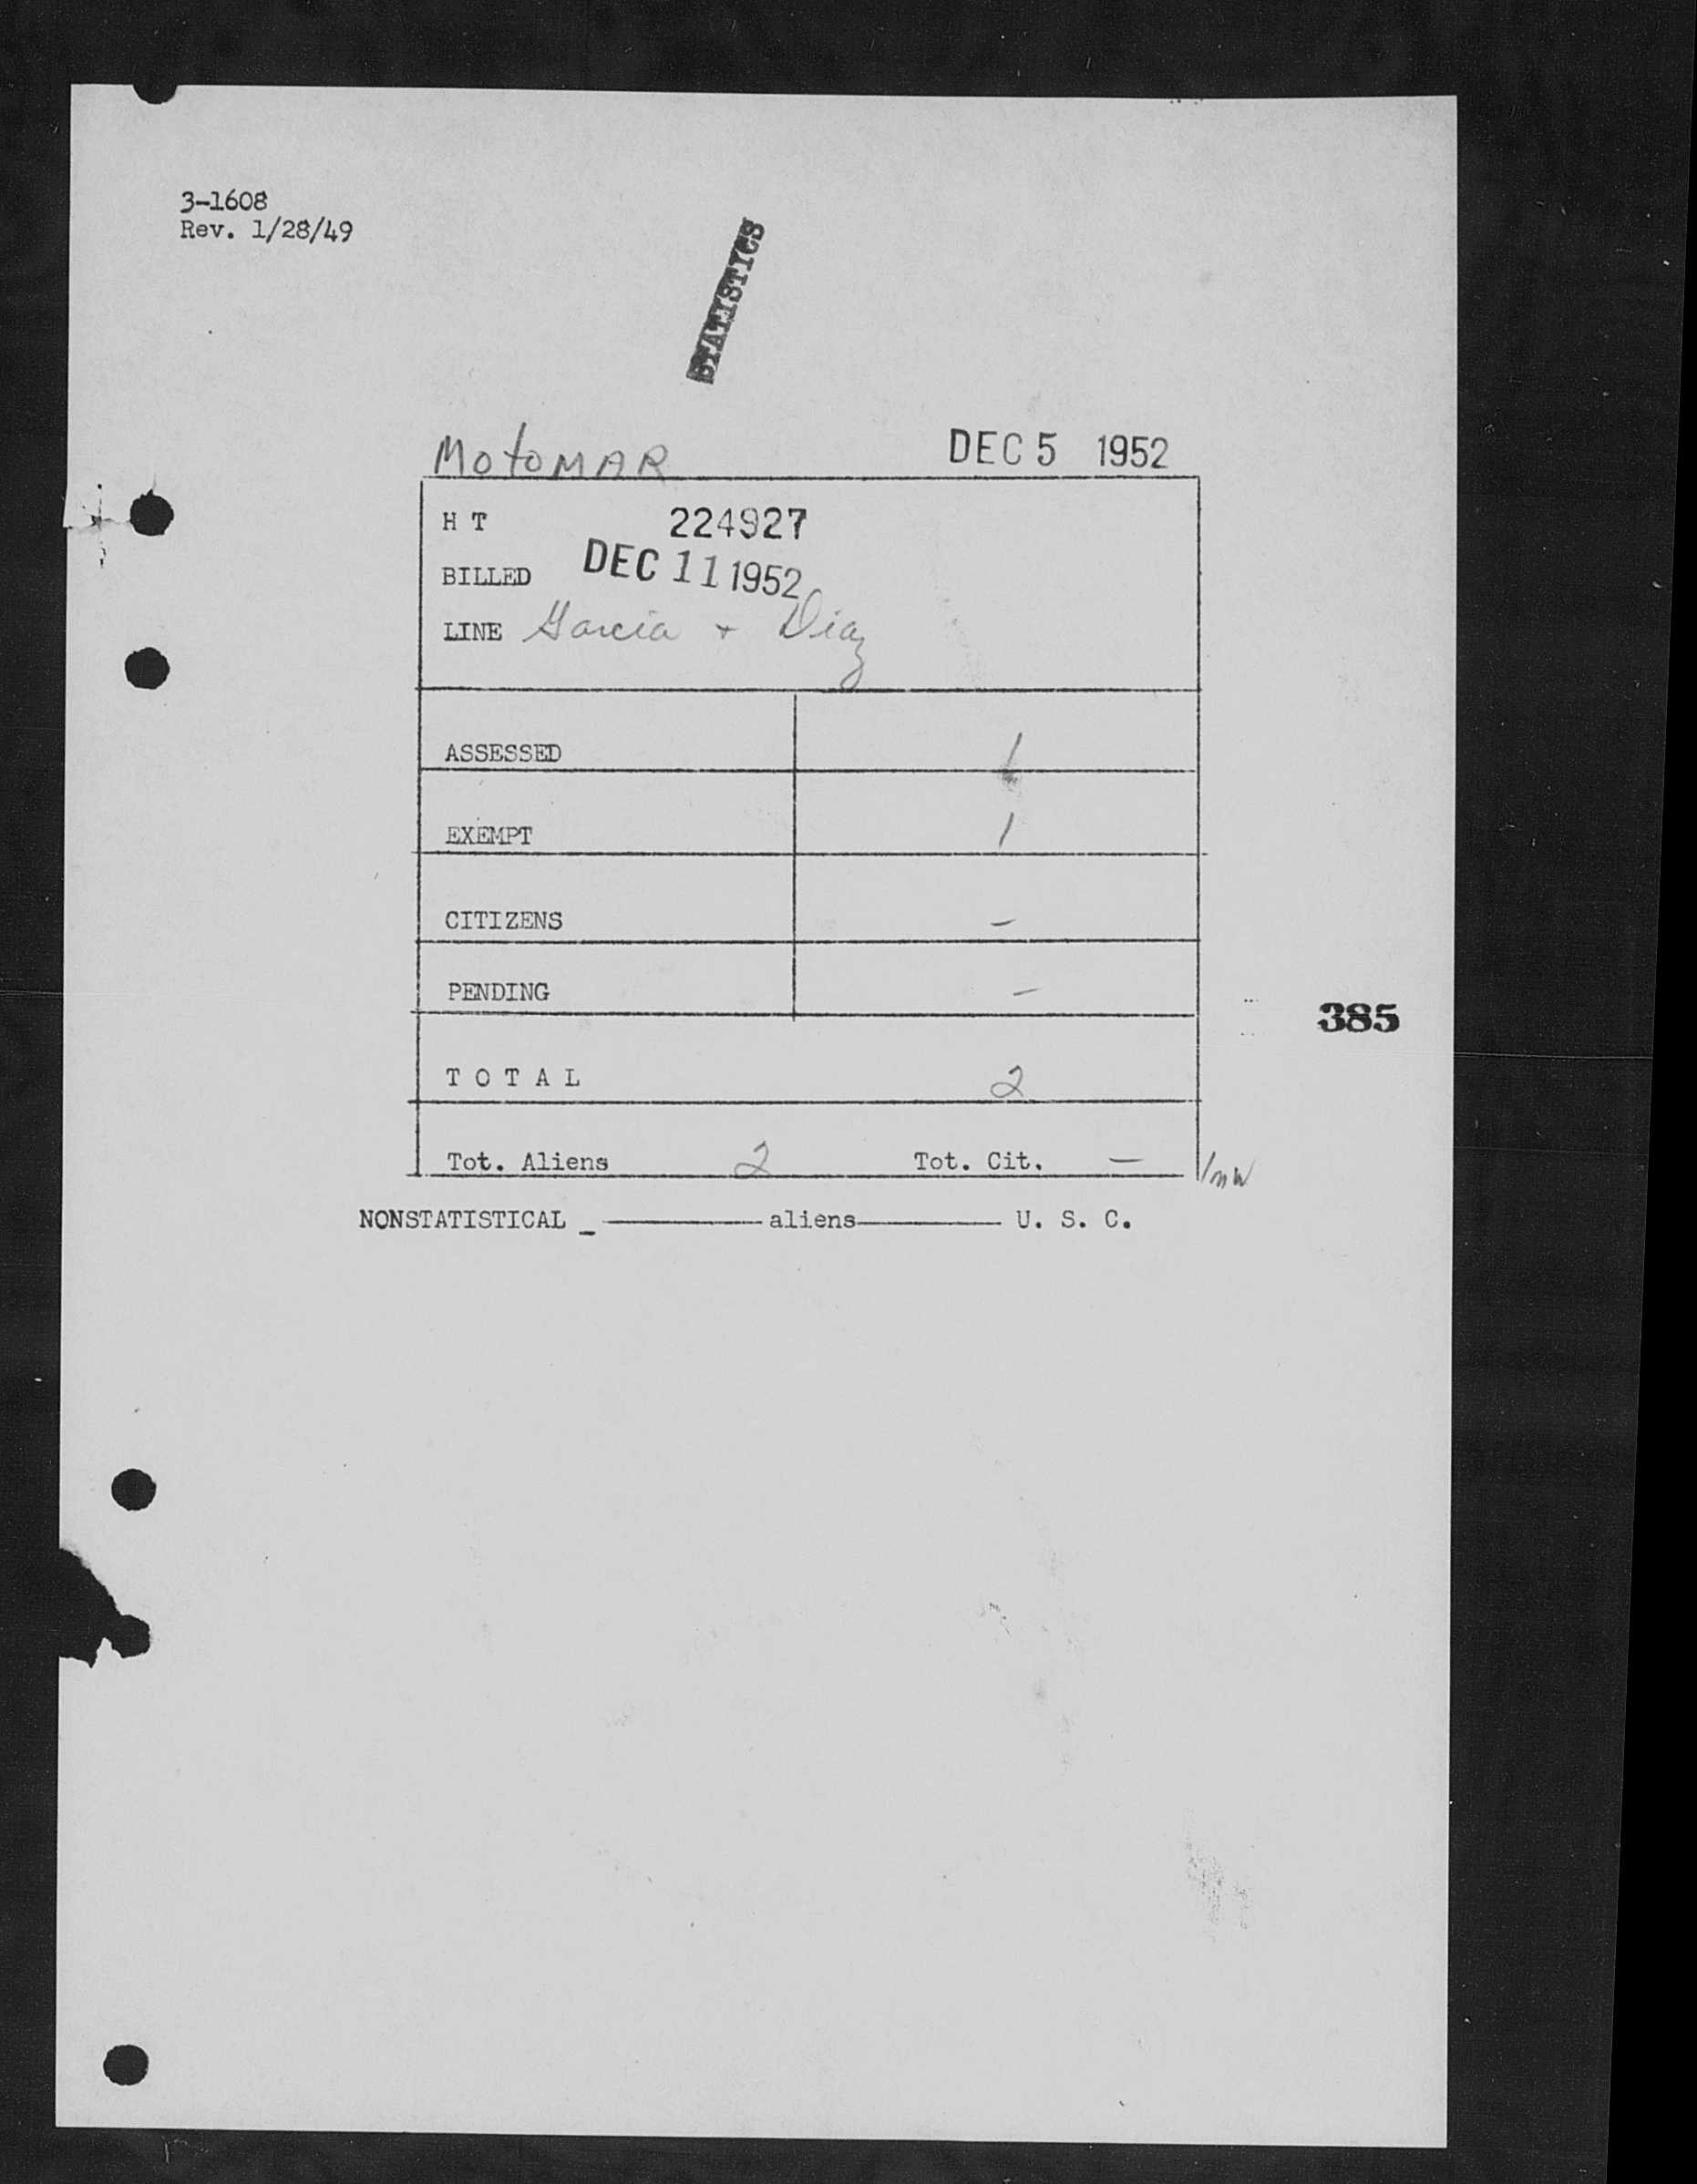 3-1608
Rev. 1/28/49
STATISTICS
MotoMAR DEC 5 1952
H T 224927
BILLED DEC 11 1952
LINE Garcia + Diaz
ASSESSED 1
EXEMPT 1
CITIZENS -
PENDING -
385
T O T A L 2
Tot. Aliens 2 Tot. Cit. -
NONSTATISTICAL _ ———— aliens ———— U. S. C.